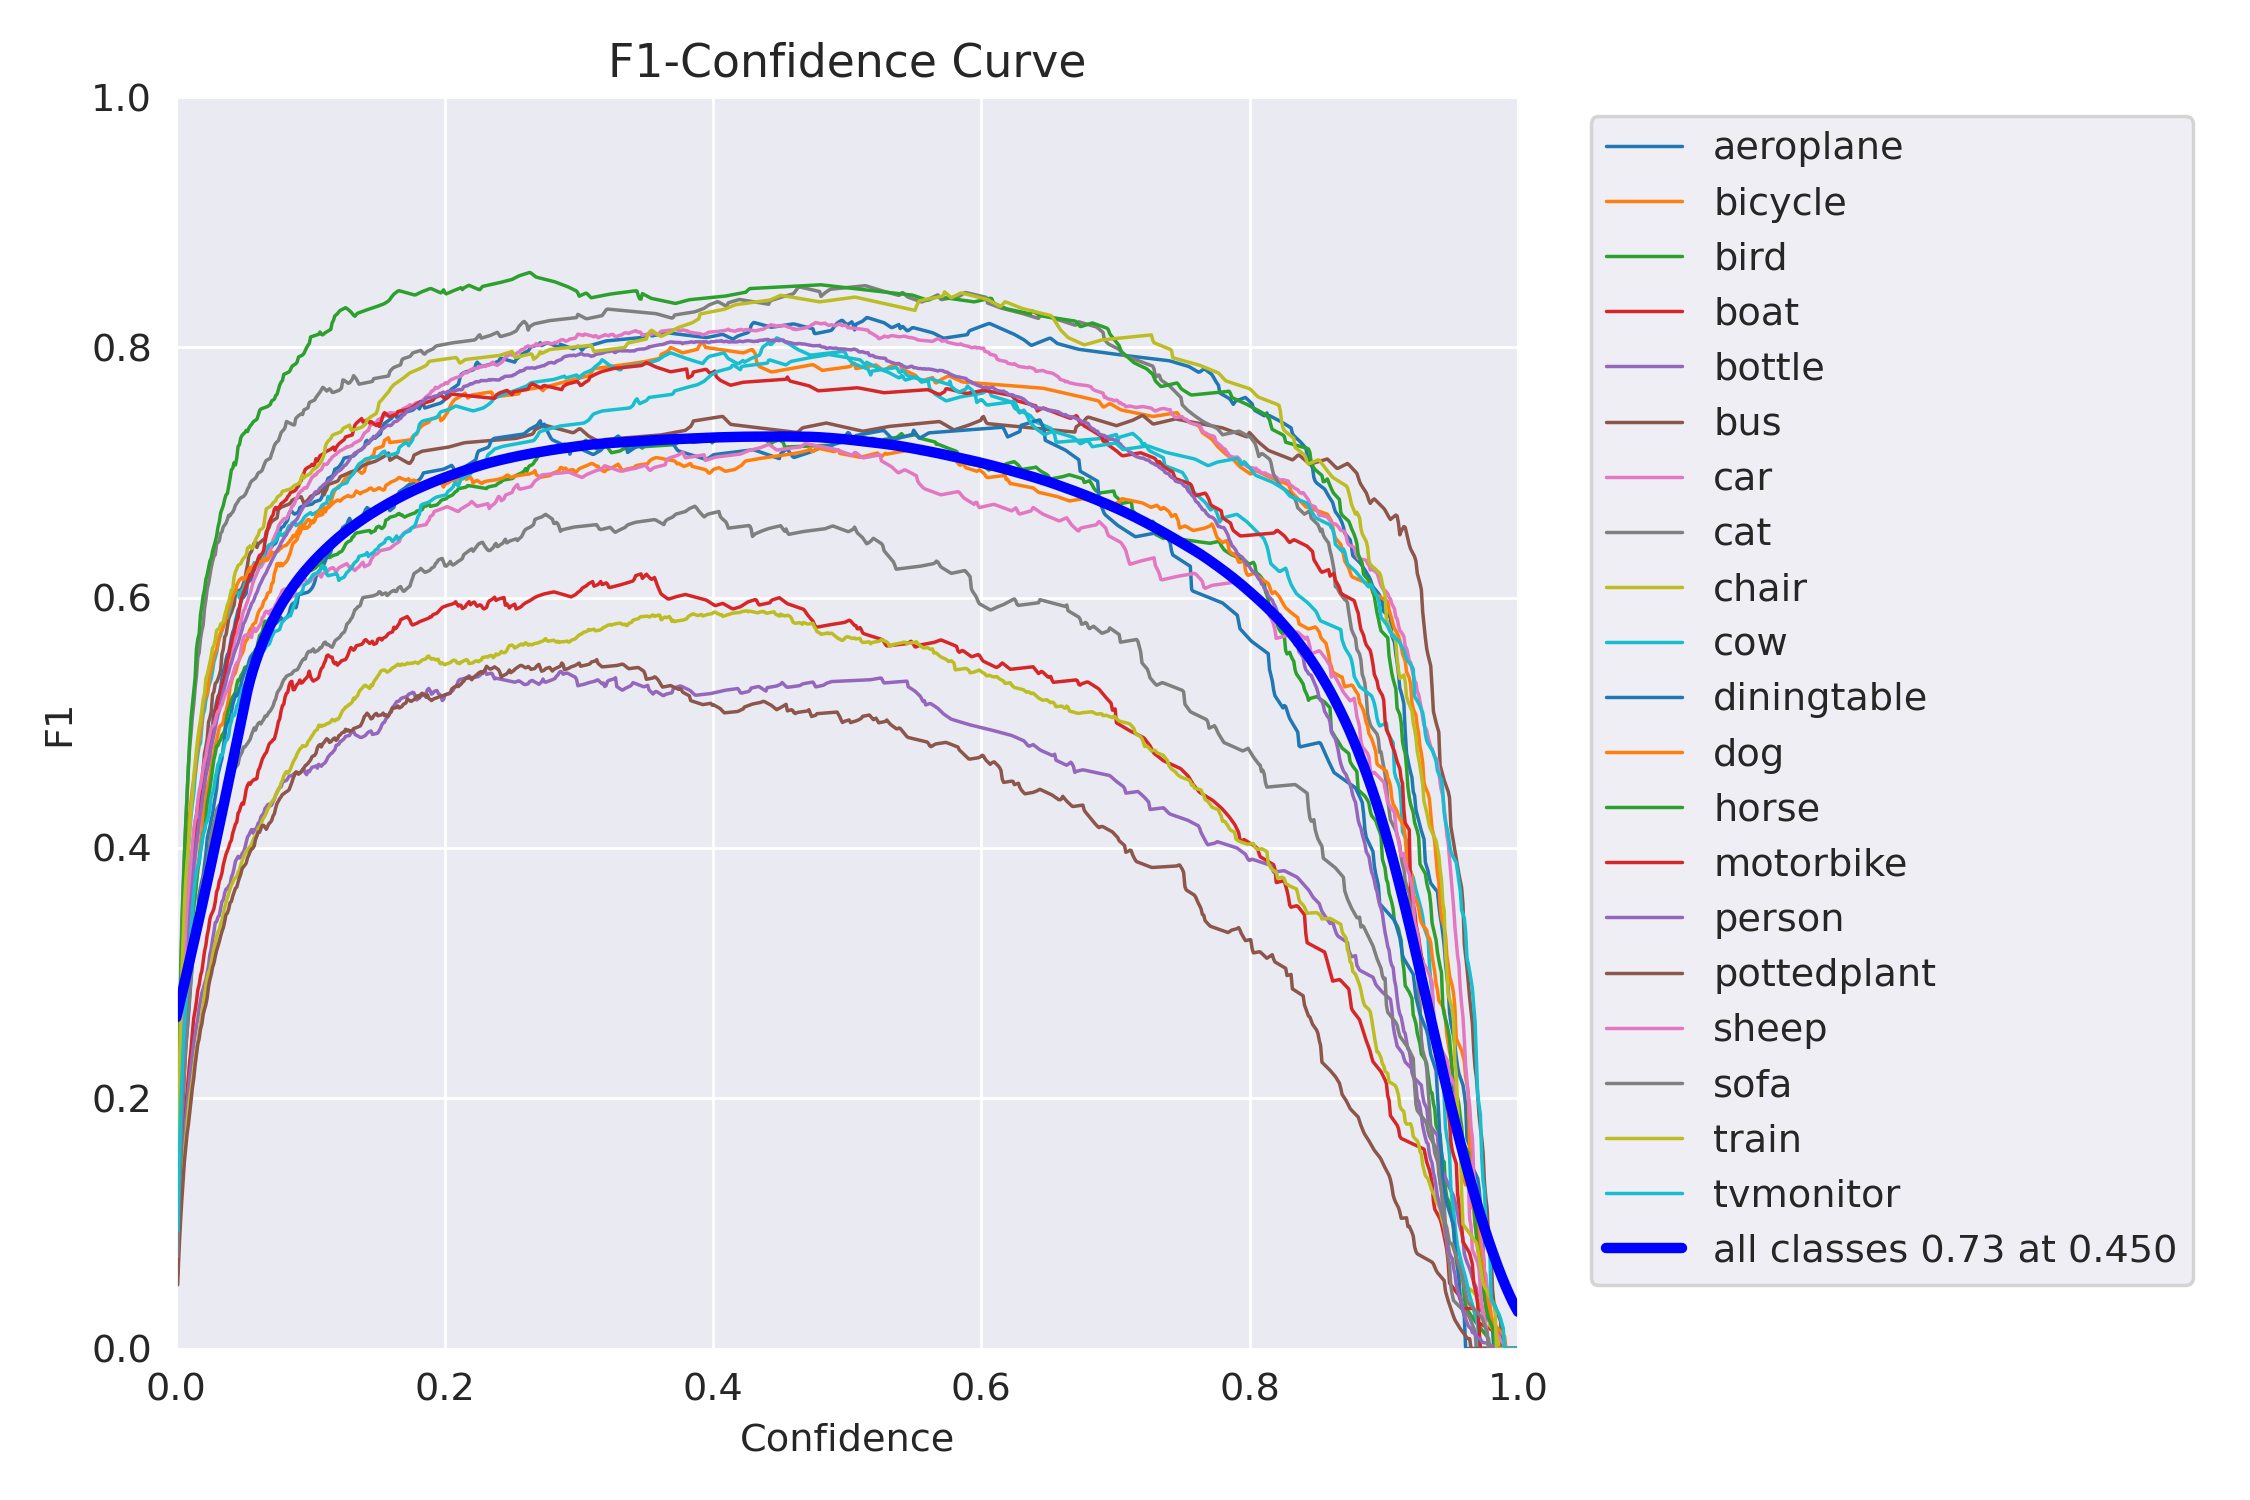 F1-Confidence Curve
1.0
0.8
0.6
0.4
0.2
0.0
F1
0.0 0.2 0.4 0.6 0.8 1.0
Confidence
aeroplane
bicycle
bird
boat
bottle
bus
car
cat
chair
cow
diningtable
dog
horse
motorbike
person
pottedplant
sheep
sofa
train
tvmonitor
all classes 0.73 at 0.450